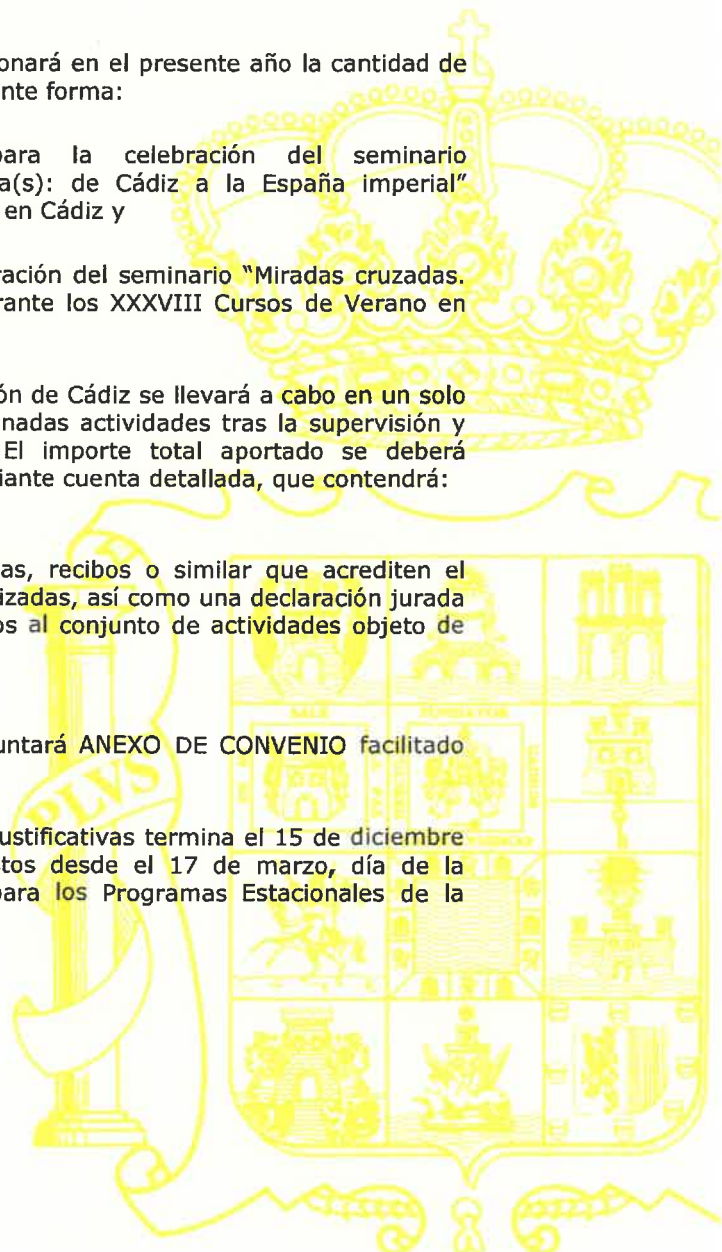 onará en el presente año la cantidad de
nte forma:
para la celebración del seminario
a(s): de Cádiz a la España imperial”
en Cádiz y
ración del seminario “Miradas cruzadas.
rante los XXXVIII Cursos de Verano en
ón de Cádiz se llevará a cabo en un solo
nadas actividades tras la supervisión y
El importe total aportado se deberá
diante cuenta detallada, que contendrá:
as, recibos o similar que acrediten el
izadas, así como una declaración jurada
os al conjunto de actividades objeto de
untará ANEXO DE CONVENIO facilitado
PLVS
justificativas termina el 15 de diciembre
tos desde el 17 de marzo, día de la
para los Programas Estacionales de la